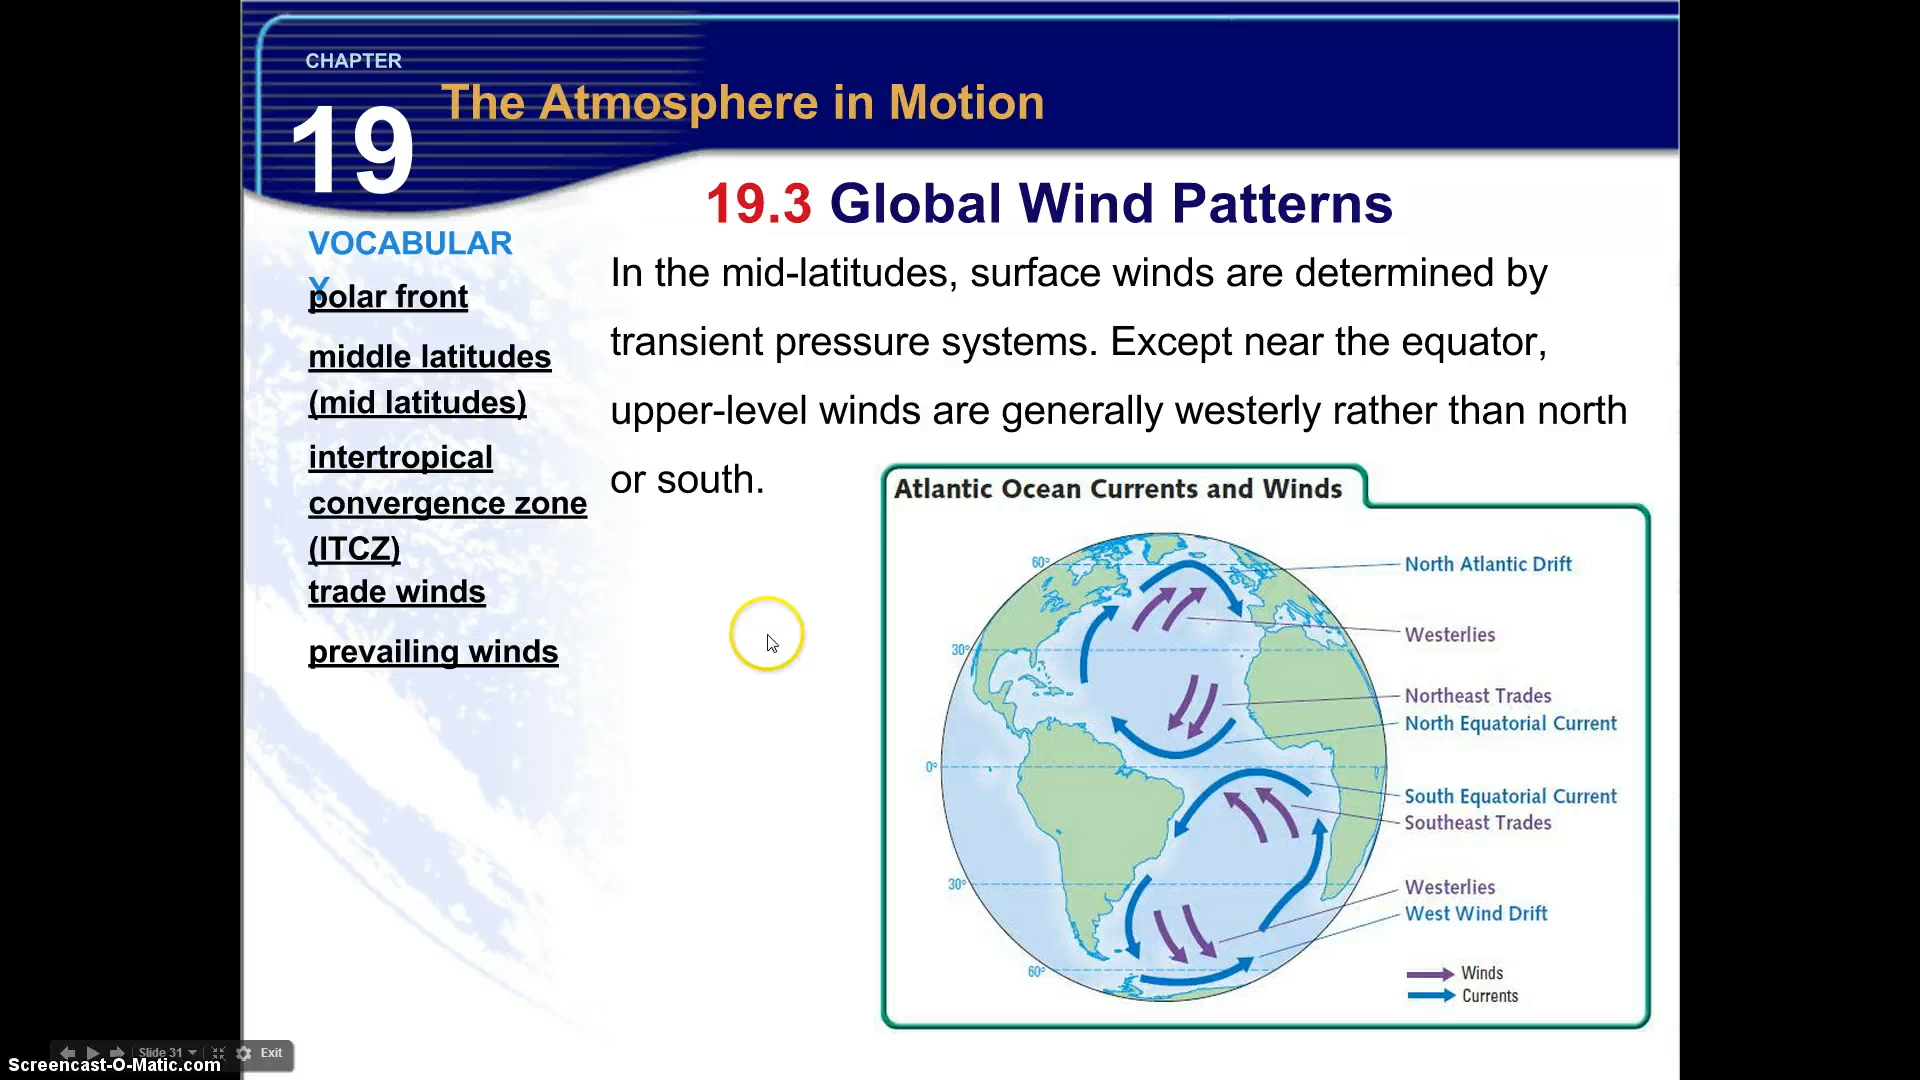 CHAPTER
19
The Atmosphere in Motion
19.3 Global Wind Patterns
VOCABULAR
Y
polar front
middle latitudes
(mid latitudes)
intertropical
convergence zone
(ITCZ)
trade winds
prevailing winds
In the mid-latitudes, surface winds are determined by
transient pressure systems. Except near the equator,
upper-level winds are generally westerly rather than north
or south.
Atlantic Ocean Currents and Winds
60°
North Atlantic Drift
Westerlies
30°
Northeast Trades
North Equatorial Current
0°
South Equatorial Current
Southeast Trades
30°
Westerlies
West Wind Drift
60°
Winds
Currents
Slide 31
Exit
Screencast-O-Matic.com